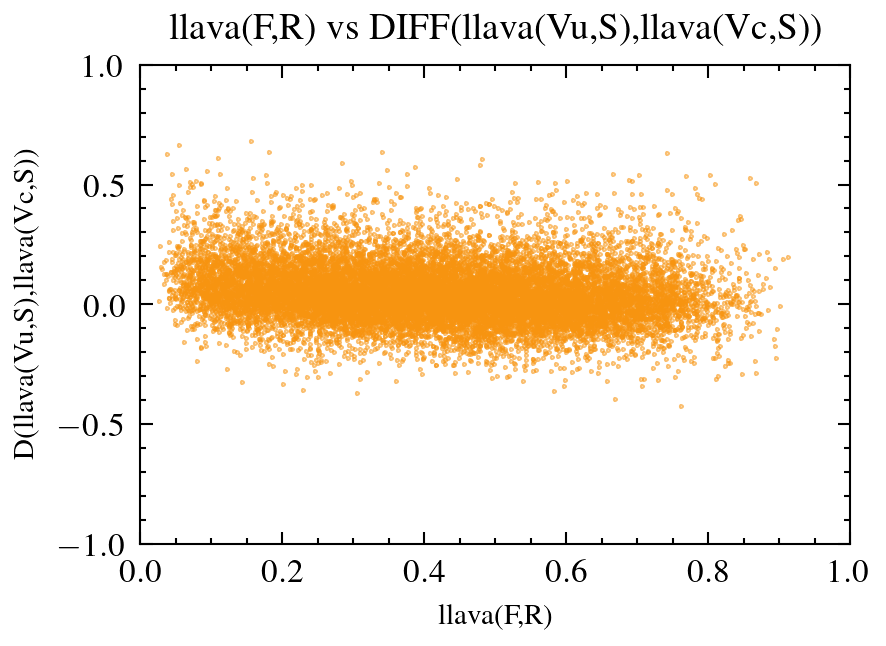 llava(F,R) vs DIFF(llava(Vu,S),llava(Vc,S))
1.0
0.5
0.0
−0.5
−1.0
D(llava(Vu,S),llava(Vc,S))
0.0 0.2 0.4 0.6 0.8 1.0
llava(F,R)